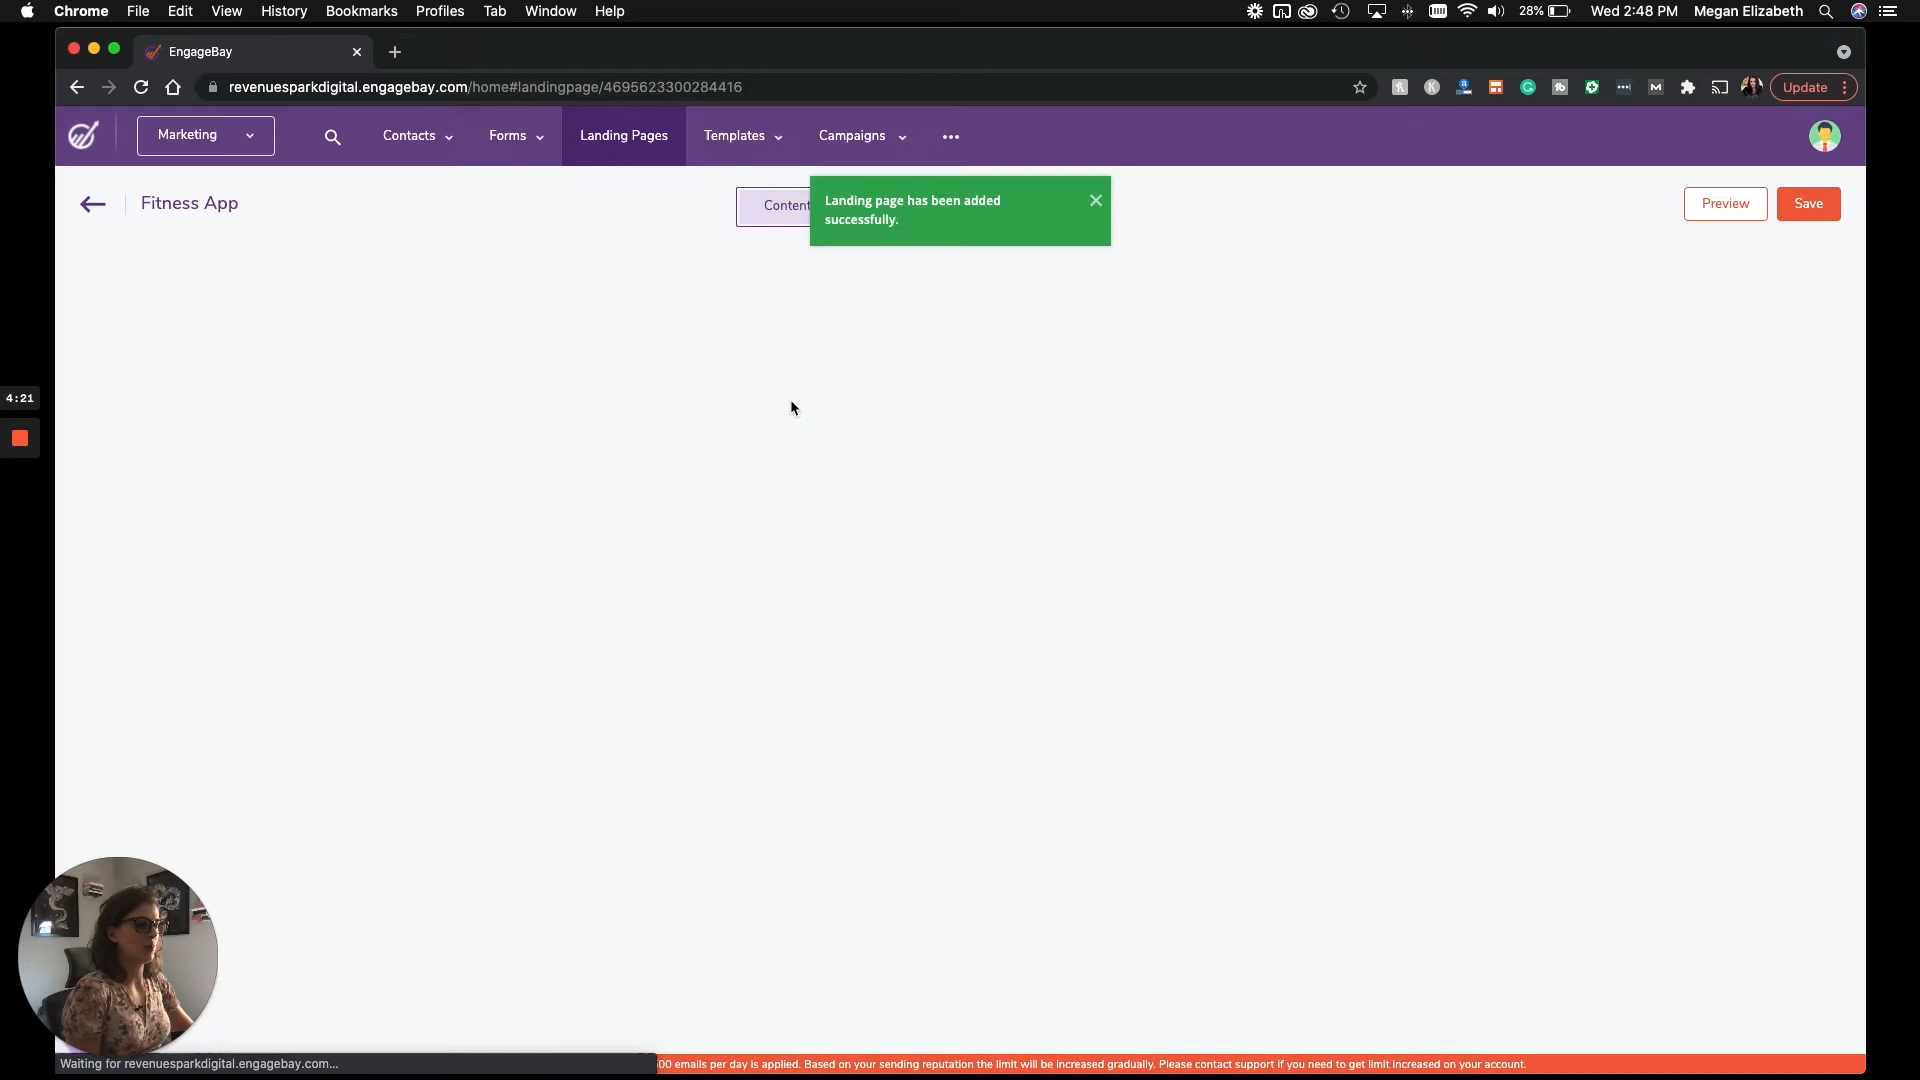 Chrome File Edit View History Bookmarks Profiles Tab Window Help 28% Wed 2:48 PM Megan Elizabeth
EngageBay
revenuesparkdigital.engagebay.com/home#landingpage/4695623300284416 Update
Marketing Contacts Forms Landing Pages Templates Campaigns
Fitness App Content Preview Save
Landing page has been added
successfully.
4:21
Waiting for revenuesparkdigital.engagebay.com... emails per day is applied. Based on your sending reputation the limit will be increased gradually. Please contact support if you need to get limit increased on your account.